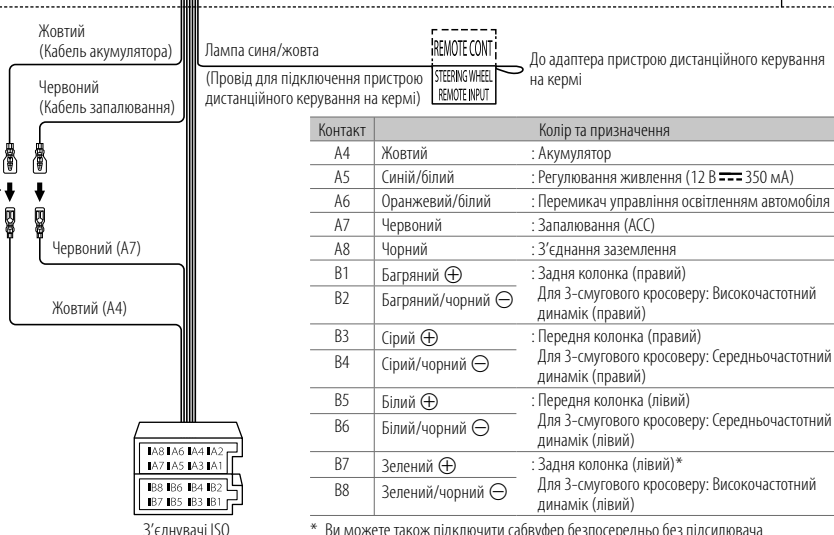 Жовтий
(Кабель акумулятора)
Червоний
(Кабель запалювання)
Лампа синя/жовта
(Провід для підключення пристрою
дистанційного керування на кермі)
REMOTE CONT
STEERING WHEEL
REMOTE INPUT
До адаптера пристрою дистанційного керування
на кермі
Червоний (A7)
Жовтий (A4)
A8 A6 A4 A2
A7 A5 A3 A1
B8 B6 B4 B2
B7 B5 B3 B1
З’єднувачі ISO
Контакт Колір та призначення
A4 Жовтий : Акумулятор
A5 Синій/білий : Регулювання живлення (12 В ⎓ 350 мА)
A6 Оранжевий/білий : Перемикач управління освітленням автомобіля
A7 Червоний : Запалювання (ACC)
A8 Чорний : З’єднання заземлення
B1 Багряний ⊕ : Задня колонка (правий)
B2 Багряний/чорний ⊖ Для 3-смугового кросоверу: Високочастотний
динамік (правий)
B3 Сірий ⊕ : Передня колонка (правий)
B4 Сірий/чорний ⊖ Для 3-смугового кросоверу: Середньочастотний
динамік (правий)
B5 Білий ⊕ : Передня колонка (лівий)
B6 Білий/чорний ⊖ Для 3-смугового кросоверу: Середньочастотний
динамік (лівий)
B7 Зелений ⊕ : Задня колонка (лівий)*
B8 Зелений/чорний ⊖ Для 3-смугового кросоверу: Високочастотний
динамік (лівий)
* Ви можете також підключити сабвуфер безпосередньо без підсилювача